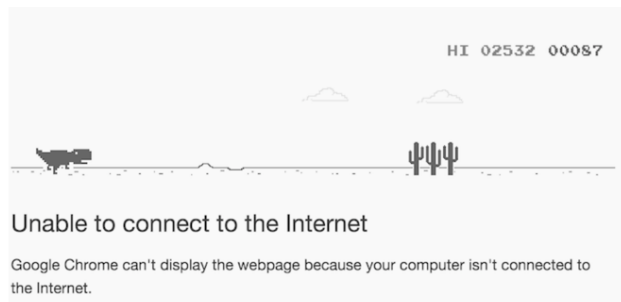 HI 02532 00087
Unable to connect to the Internet
Google Chrome can't display the webpage because your computer isn't connected to
the Internet.